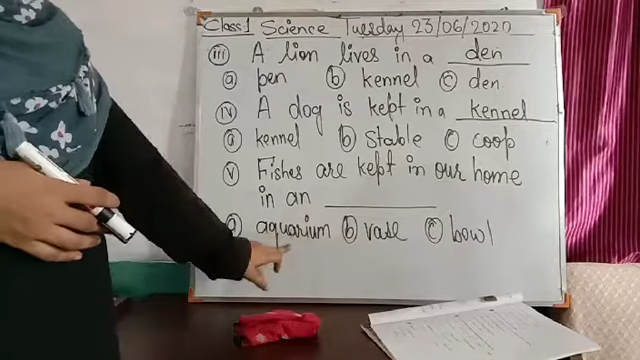 Class 1 Science Tuesday 23/06/2020
iii A lion lives in a den
a pen b kennel c den
iv A dog is kept in a kennel
a kennel b stable c coop
v Fishes are kept in our home
in an ________
a aquarium b vase c bowl